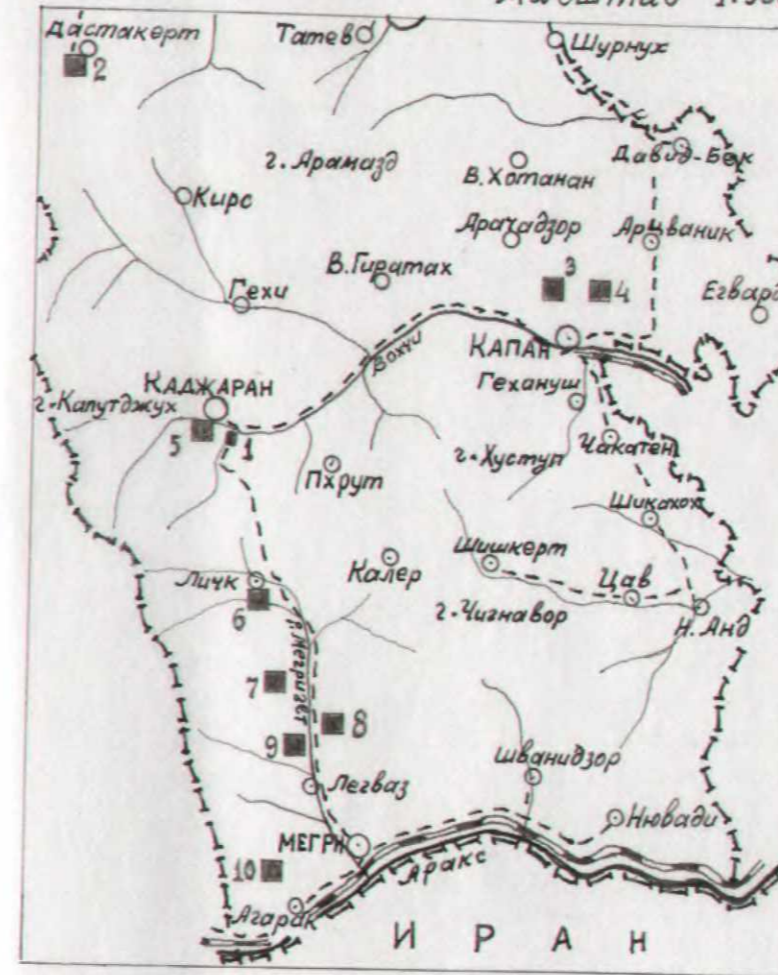 Дастакерт
Татев
Шурнух
2
Давид-Бек
г. Арамазд
В. Хотанан
Кирс
Арачадзор
Арцваник
В. Гиратах
3
4
Гехи
КАПАН
Вохчи
КАДЖАРАН
Гехануш
г. Капутджух
5
1
Чакатен
г. Хуступ
Пхрут
Шикахох
Личк
Калер
Шишкерт
Цав
6
г. Чигнавор
Н. Анд
р. Мегригет
7
8
9
Шванидзор
Легваз
Нювади
МЕГРИ
10
Аракс
Агарак
ИРАН